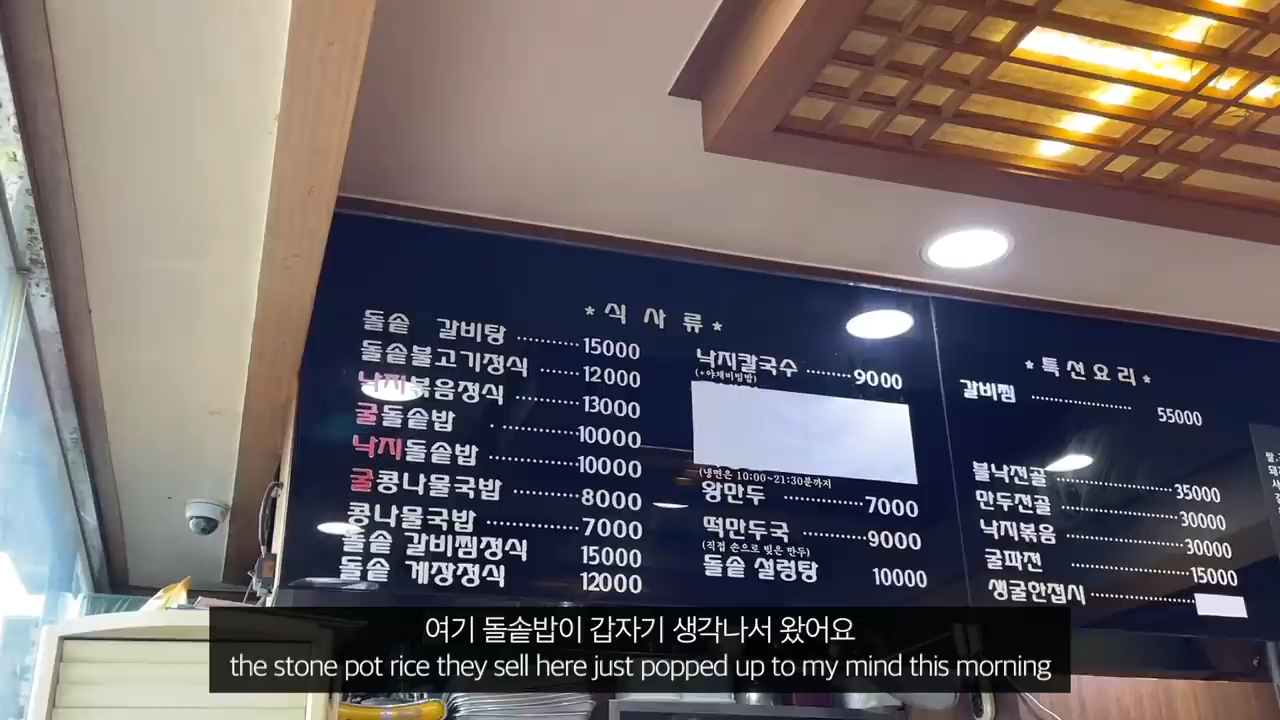 *식사류*
돌솥 갈비탕 ..........15000
돌솥불고기정식 ......12000
낙지볶음정식 ..........13000
굴돌솥밥 ..........10000
낙지돌솥밥 ..........10000
굴콩나물국밥 ..........8000
콩나물국밥 ..........7000
돌솥 갈비찜정식 15000
돌솥 게장정식 12000
낙지칼국수 ........9000
(+야채비빔밥)
(냉면은 10:00~21:30분까지
왕만두 ..........7000
떡만두국 ..........9000
(직접 손으로 빚은 만두)
돌솥 설렁탕 10000
*특선요리*
갈비찜 .................. 55000
불낙전골 ..........35000
만두전골 ..........30000
낙지볶음 ..........30000
굴파전 ..........15000
생굴한접시 ..........
여기 돌솥밥이 갑자기 생각나서 왔어요
the stone pot rice they sell here just popped up to my mind this morning